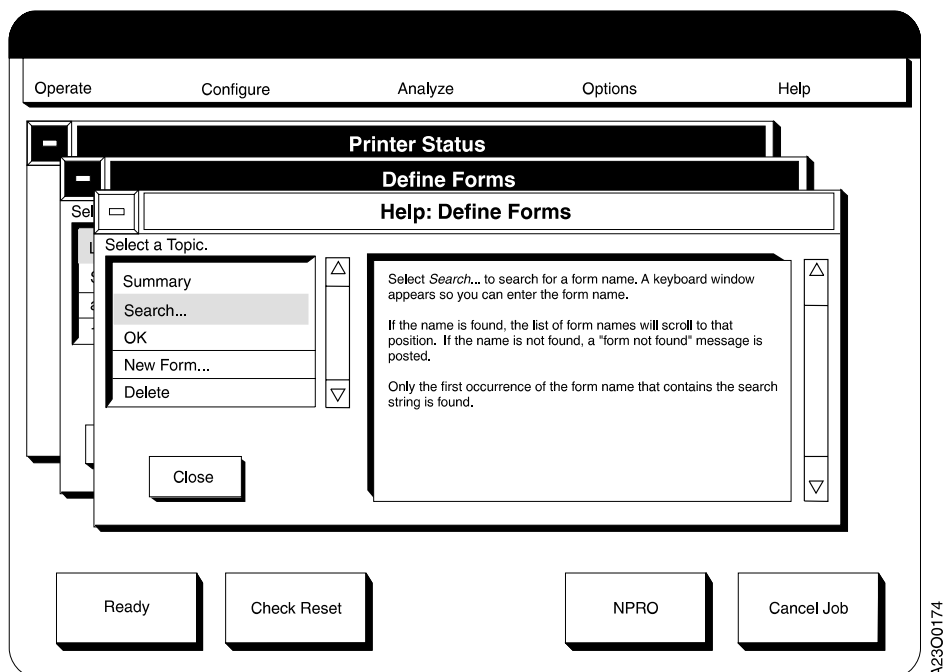 Operate Configure Analyze Options Help
Printer Status
Define Forms
Sel
Help: Define Forms
Select a Topic.
Summary
Search...
OK
New Form...
Delete
Close
Select Search... to search for a form name. A keyboard window
appears so you can enter the form name.
If the name is found, the list of form names will scroll to that
position. If the name is not found, a "form not found" message is
posted.
Only the first occurrence of the form name that contains the search
string is found.
Ready Check Reset NPRO Cancel Job
A23O0174